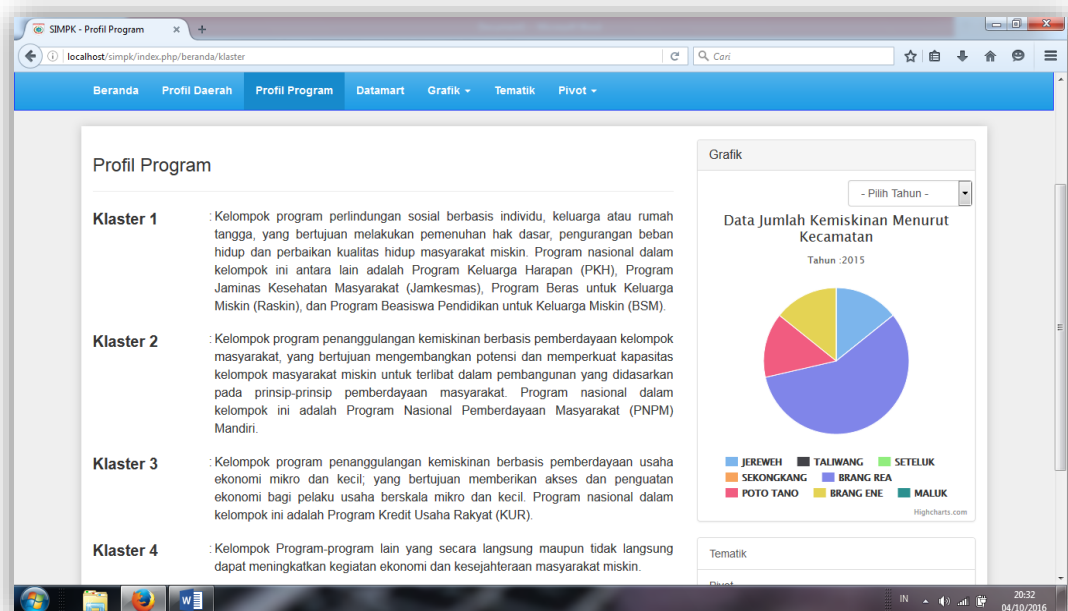 SIMPK - Profil Program
localhost/simpk/index.php/beranda/klaster
Cari
Beranda Profil Daerah Profil Program Datamart Grafik Tematik Pivot
Profil Program
Klaster 1 : Kelompok program perlindungan sosial berbasis individu, keluarga atau rumah
tangga, yang bertujuan melakukan pemenuhan hak dasar, pengurangan beban
hidup dan perbaikan kualitas hidup masyarakat miskin. Program nasional dalam
kelompok ini antara lain adalah Program Keluarga Harapan (PKH), Program
Jaminas Kesehatan Masyarakat (Jamkesmas), Program Beras untuk Keluarga
Miskin (Raskin), dan Program Beasiswa Pendidikan untuk Keluarga Miskin (BSM).
Klaster 2 : Kelompok program penanggulangan kemiskinan berbasis pemberdayaan kelompok
masyarakat, yang bertujuan mengembangkan potensi dan memperkuat kapasitas
kelompok masyarakat miskin untuk terlibat dalam pembangunan yang didasarkan
pada prinsip-prinsip pemberdayaan masyarakat. Program nasional dalam
kelompok ini adalah Program Nasional Pemberdayaan Masyarakat (PNPM)
Mandiri.
Klaster 3 : Kelompok program penanggulangan kemiskinan berbasis pemberdayaan usaha
ekonomi mikro dan kecil; yang bertujuan memberikan akses dan penguatan
ekonomi bagi pelaku usaha berskala mikro dan kecil. Program nasional dalam
kelompok ini adalah Program Kredit Usaha Rakyat (KUR).
Klaster 4 : Kelompok Program-program lain yang secara langsung maupun tidak langsung
dapat meningkatkan kegiatan ekonomi dan kesejahteraan masyarakat miskin.
Grafik
- Pilih Tahun -
Data Jumlah Kemiskinan Menurut
Kecamatan
Tahun :2015
JEREWEH TALIWANG SETELUK
SEKONGKANG BRANG REA
POTO TANO BRANG ENE MALUK
Highcharts.com
Tematik
Pivot
IN
20:32
04/10/2016